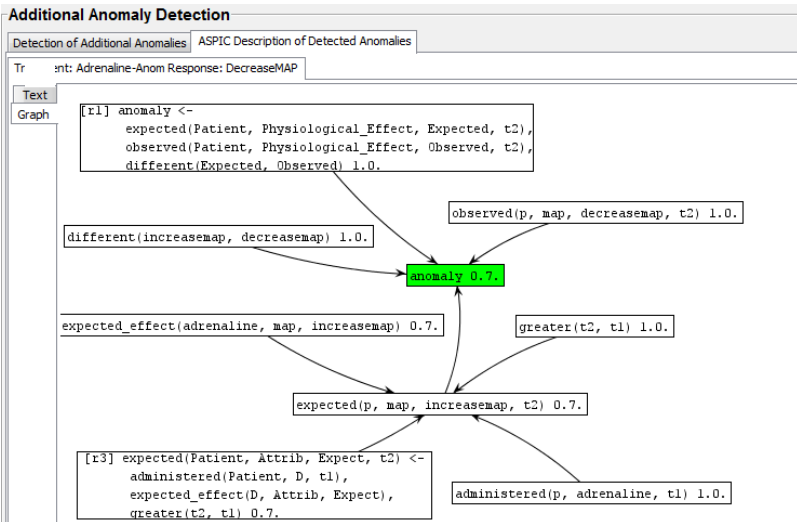 Additional Anomaly Detection
Detection of Additional Anomalies ASPIC Description of Detected Anomalies
Tr ent: Adrenaline-Anom Response: DecreaseMAP
Text
Graph
[r1] anomaly <-
expected(Patient, Physiological_Effect, Expected, t2),
observed(Patient, Physiological_Effect, Observed, t2),
different(Expected, Observed) 1.0.
observed(p, map, decreasemap, t2) 1.0.
different(increasemap, decreasemap) 1.0.
anomaly 0.7.
expected_effect(adrenaline, map, increasemap) 0.7.
greater(t2, t1) 1.0.
expected(p, map, increasemap, t2) 0.7.
[r3] expected(Patient, Attrib, Expect, t2) <-
administered(Patient, D, t1),
expected_effect(D, Attrib, Expect),
greater(t2, t1) 0.7.
administered(p, adrenaline, t1) 1.0.